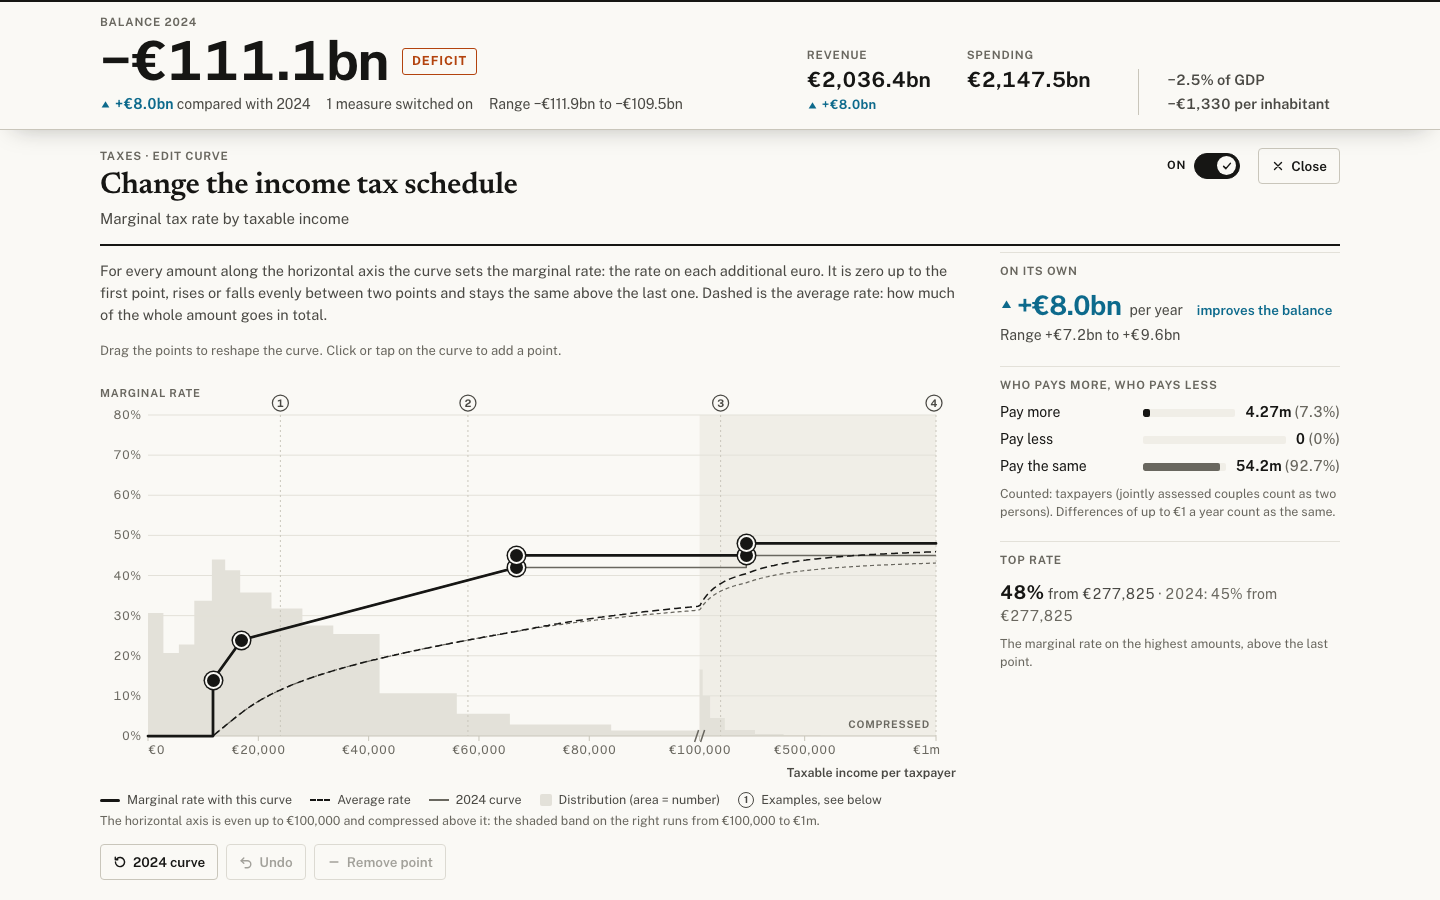 BALANCE 2024
−€111.1bn DEFICIT
▲ +€8.0bn compared with 2024 1 measure switched on Range −€111.9bn to −€109.5bn
REVENUE
€2,036.4bn
▲ +€8.0bn
SPENDING
€2,147.5bn
−2.5% of GDP
−€1,330 per inhabitant
TAXES · EDIT CURVE
Change the income tax schedule
Marginal tax rate by taxable income
ON
Close
For every amount along the horizontal axis the curve sets the marginal rate: the rate on each additional euro. It is zero up to the
first point, rises or falls evenly between two points and stays the same above the last one. Dashed is the average rate: how much
of the whole amount goes in total.
Drag the points to reshape the curve. Click or tap on the curve to add a point.
MARGINAL RATE
1 2 3 4
80%
70%
60%
50%
40%
30%
20%
10%
0%
COMPRESSED
€0 €20,000 €40,000 €60,000 €80,000 €100,000 €500,000 €1m
Taxable income per taxpayer
Marginal rate with this curve Average rate 2024 curve Distribution (area = number) 1 Examples, see below
The horizontal axis is even up to €100,000 and compressed above it: the shaded band on the right runs from €100,000 to €1m.
2024 curve Undo Remove point
ON ITS OWN
▲ +€8.0bn per year improves the balance
Range +€7.2bn to +€9.6bn
WHO PAYS MORE, WHO PAYS LESS
Pay more 4.27m (7.3%)
Pay less 0 (0%)
Pay the same 54.2m (92.7%)
Counted: taxpayers (jointly assessed couples count as two
persons). Differences of up to €1 a year count as the same.
TOP RATE
48% from €277,825 · 2024: 45% from
€277,825
The marginal rate on the highest amounts, above the last
point.